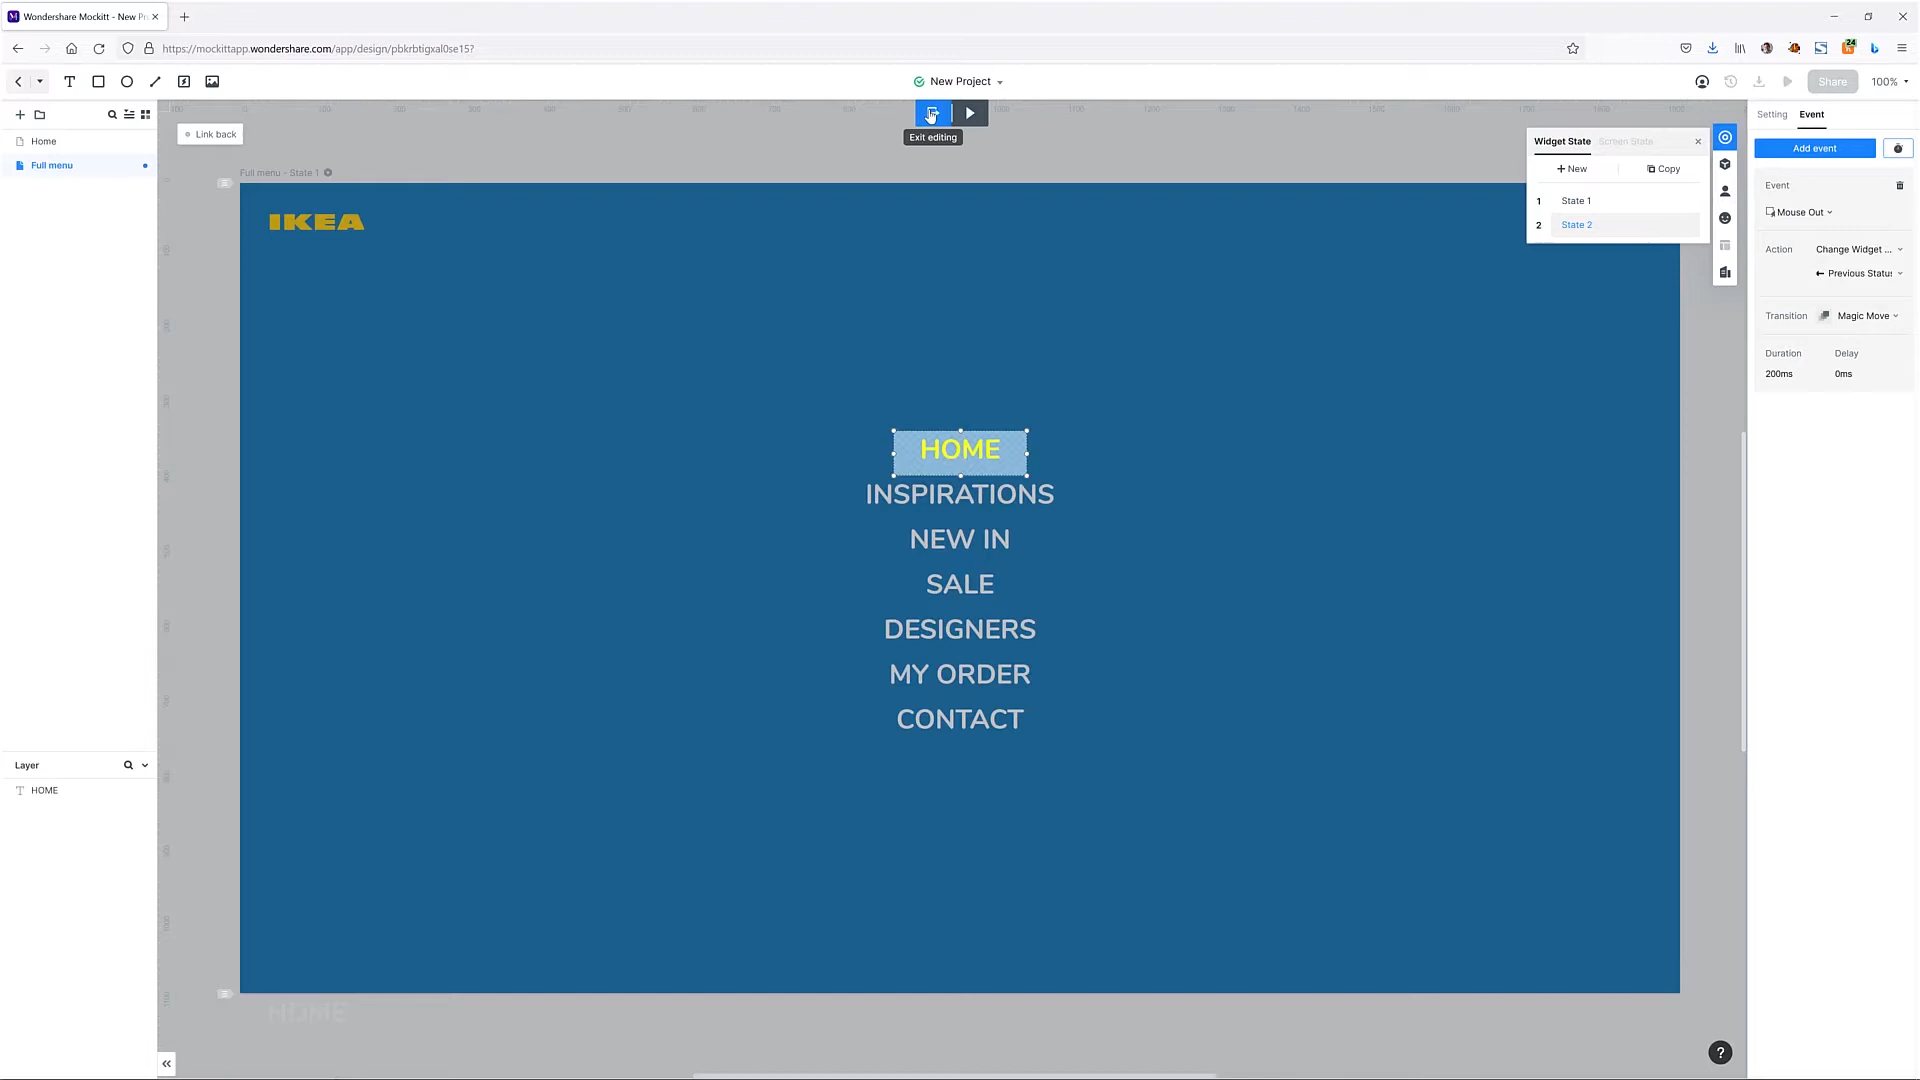 Wondershare Mockitt - New Pr
https://mockittapp.wondershare.com/app/design/pbkrbtigxal0se15?
24
New Project
Share
100%
Exit editing
Link back
Home
Full menu
Full menu - State 1
IKEA
HOME
INSPIRATIONS
NEW IN
SALE
DESIGNERS
MY ORDER
CONTACT
HOME
Widget State
Screen State
New
Copy
1 State 1
2 State 2
Setting
Event
Add event
Event
Mouse Out
Action
Change Widget ...
Previous Status
Transition
Magic Move
Duration
Delay
200ms
0ms
Layer
HOME
?